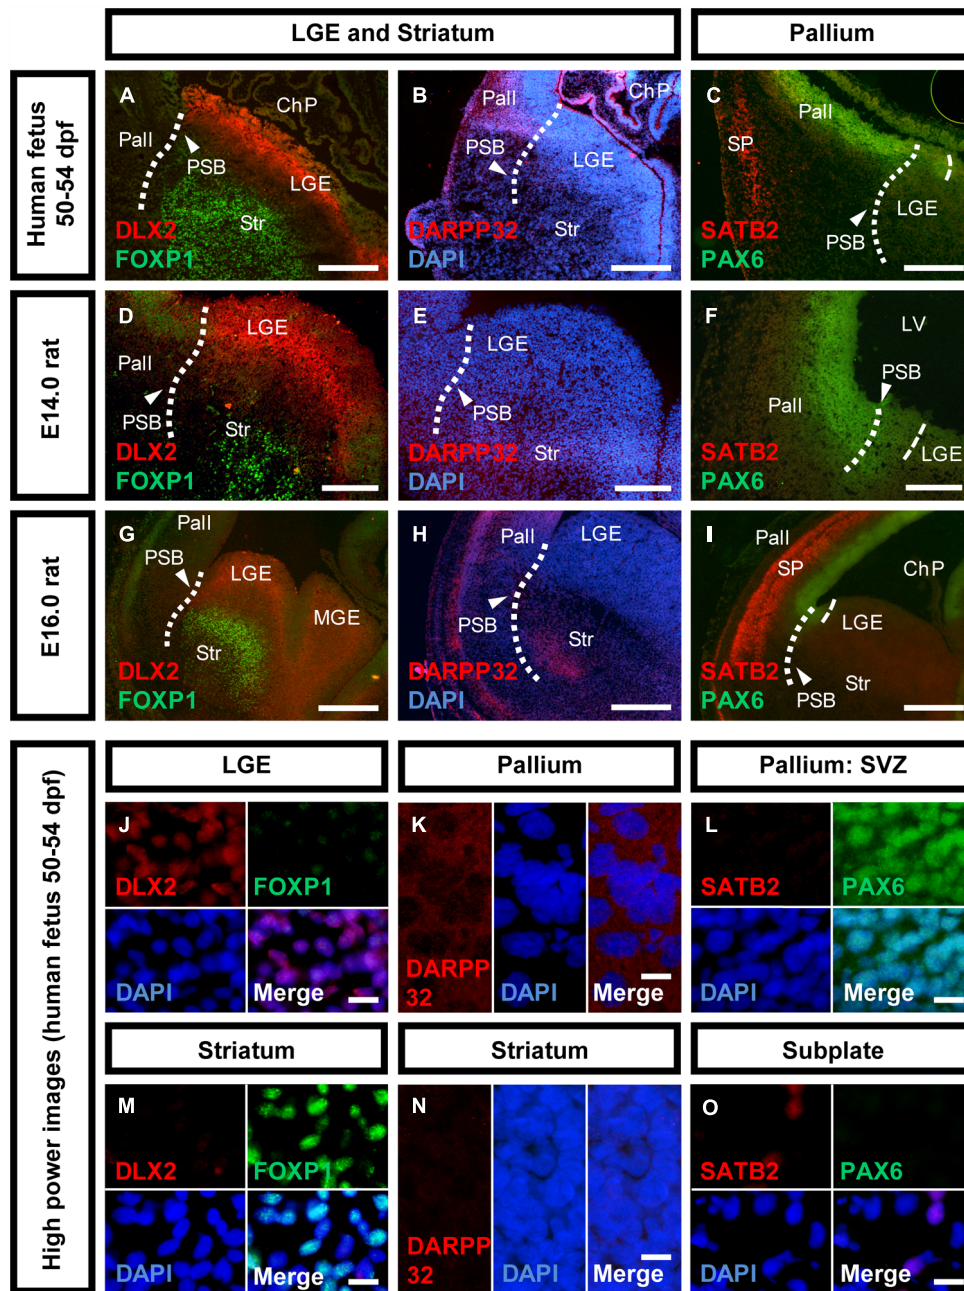 LGE and Striatum
Pallium
Human fetus
50-54 dpf
A
ChP
Pall
PSB
LGE
Str
DLX2
FOXP1
B
Pall
ChP
PSB
LGE
Str
DARPP32
DAPI
C
Pall
SP
LGE
PSB
SATB2
PAX6
E14.0 rat
D
LGE
Pall
PSB
Str
DLX2
FOXP1
E
LGE
PSB
DARPP32
Str
DAPI
F
LV
PSB
Pall
SATB2
LGE
PAX6
E16.0 rat
G
Pall
PSB
LGE
MGE
Str
DLX2
FOXP1
H
Pall
LGE
PSB
Str
DARPP32
DAPI
I
Pall
SP
ChP
LGE
SATB2
Str
PAX6
PSB
High power images (human fetus 50-54 dpf)
LGE
Pallium
Pallium: SVZ
J
DLX2
FOXP1
DAPI
Merge
K
DARPP
32
DAPI
Merge
L
SATB2
PAX6
DAPI
Merge
Striatum
Striatum
Subplate
M
DLX2
FOXP1
DAPI
Merge
N
DARPP
32
DAPI
Merge
O
SATB2
PAX6
DAPI
Merge